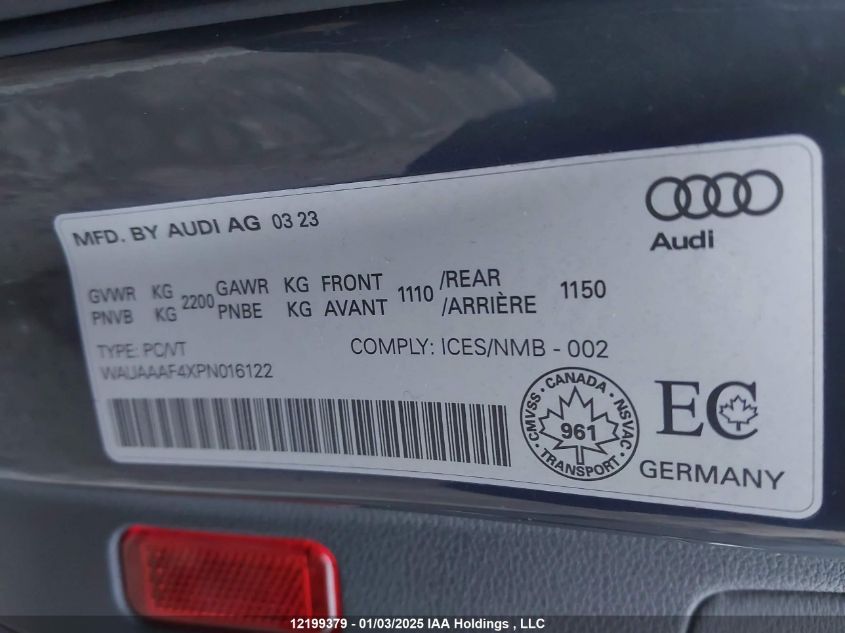 MFD. BY AUDI AG 03 23
Audi
GVWR KG 2200 GAWR KG FRONT 1110 /REAR 1150
PNVB KG PNBE KG AVANT /ARRIÈRE
TYPE: PC/VT
COMPLY: ICES/NMB - 002
WAUAAAF4XPN016122
CMVSS · CANADA · NSVAC
961
TRANSPORT
EC
GERMANY
12199379 - 01/03/2025 IAA Holdings , LLC